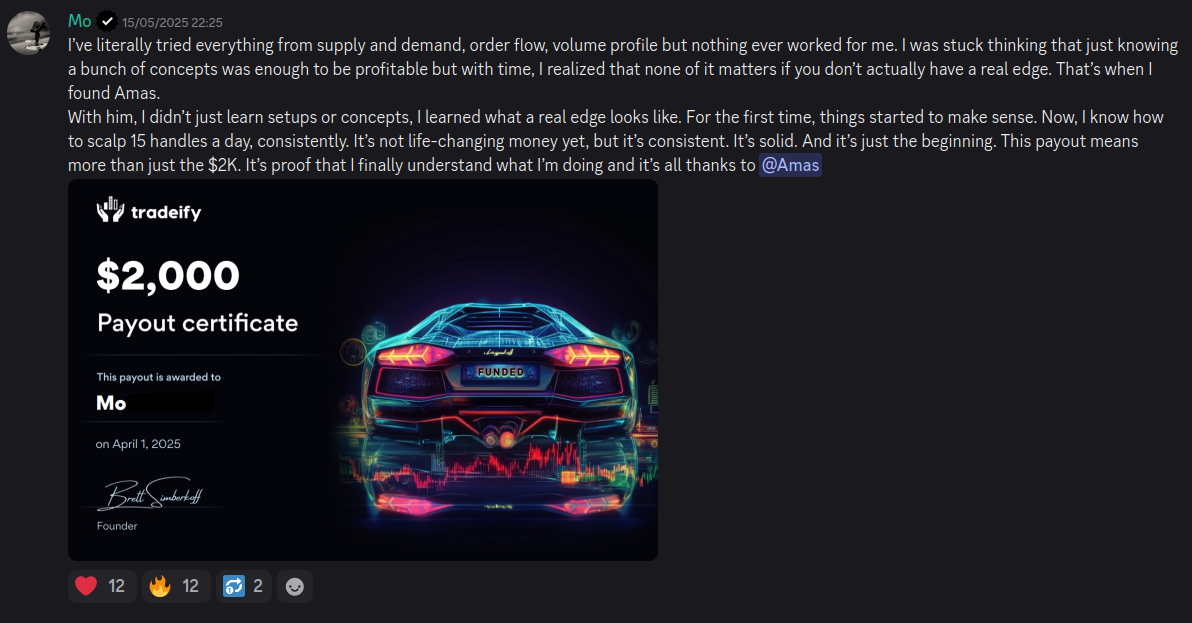 Mo 15/05/2025 22:25
I’ve literally tried everything from supply and demand, order flow, volume profile but nothing ever worked for me. I was stuck thinking that just knowing
a bunch of concepts was enough to be profitable but with time, I realized that none of it matters if you don’t actually have a real edge. That’s when I
found Amas.
With him, I didn’t just learn setups or concepts, I learned what a real edge looks like. For the first time, things started to make sense. Now, I know how
to scalp 15 handles a day, consistently. It’s not life-changing money yet, but it’s consistent. It’s solid. And it’s just the beginning. This payout means
more than just the $2K. It’s proof that I finally understand what I’m doing and it’s all thanks to @Amas
tradeify
$2,000
Payout certificate
FUNDED
This payout is awarded to
Mo
on April 1, 2025
Brett Simberkoff
Founder
12 12 2